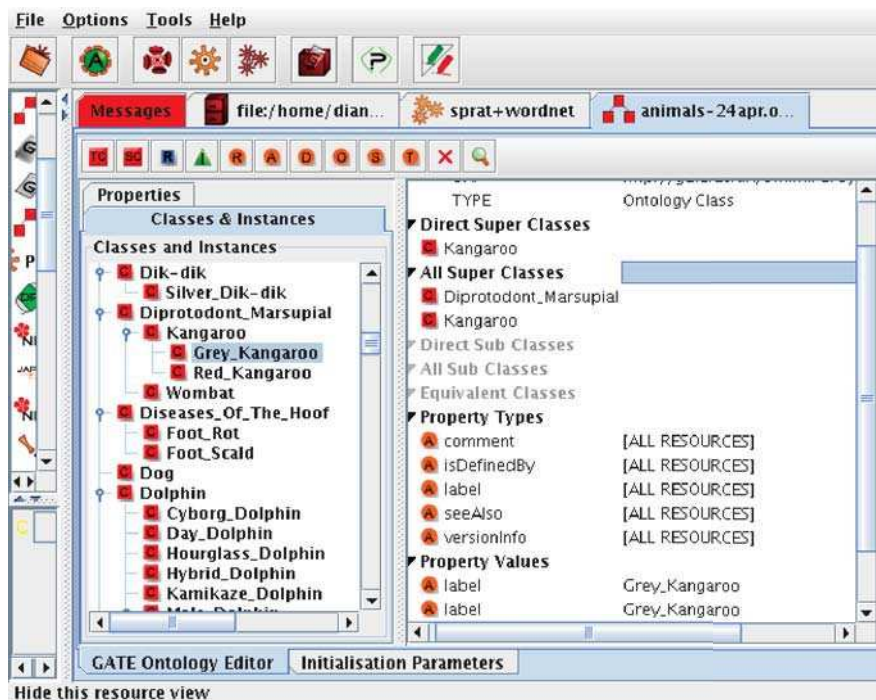 File Options Tools Help
Messages file:/home/dian... sprat+wordnet animals-24apr.o...
TC SC R R A D O S T
Properties
Classes & Instances
Classes and Instances
Dik-dik
Silver_Dik-dik
Diprotodont_Marsupial
Kangaroo
Grey_Kangaroo
Red_Kangaroo
Wombat
Diseases_Of_The_Hoof
Foot_Rot
Foot_Scald
Dog
Dolphin
Cyborg_Dolphin
Day_Dolphin
Hourglass_Dolphin
Hybrid_Dolphin
Kamikaze_Dolphin
TYPE Ontology Class
Direct Super Classes
Kangaroo
All Super Classes
Diprotodont_Marsupial
Kangaroo
Direct Sub Classes
All Sub Classes
Equivalent Classes
Property Types
comment [ALL RESOURCES]
isDefinedBy [ALL RESOURCES]
label [ALL RESOURCES]
seeAlso [ALL RESOURCES]
versionInfo [ALL RESOURCES]
Property Values
label Grey_Kangaroo
label Grey_Kangaroo
GATE Ontology Editor Initialisation Parameters
Hide this resource view